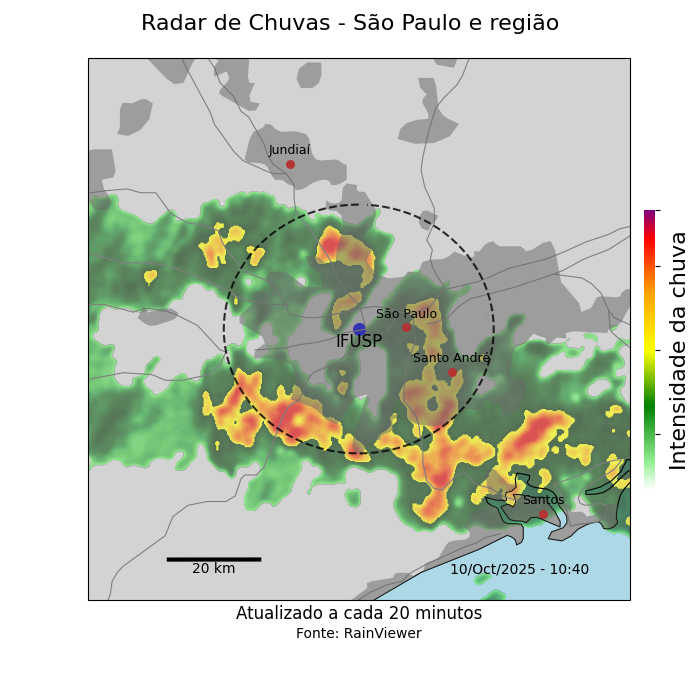 Radar de Chuvas - São Paulo e região
Jundiaí
São Paulo
IFUSP
Santo André
Santos
20 km
10/Oct/2025 - 10:40
Intensidade da chuva
Atualizado a cada 20 minutos
Fonte: RainViewer